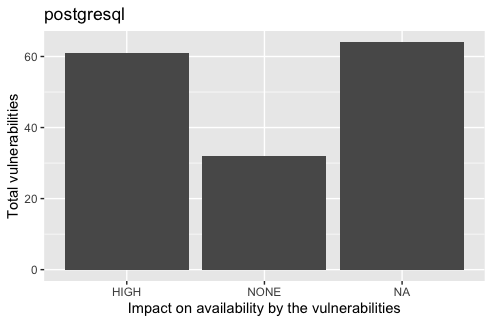 postgresql
Total vulnerabilities
60
40
20
0
HIGH NONE NA
Impact on availability by the vulnerabilities